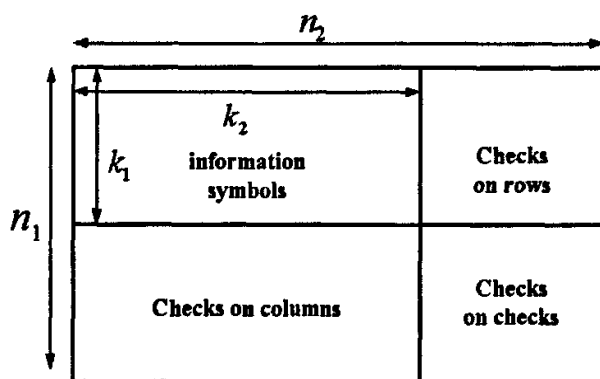 n₂
k₂
k₁
information
symbols
Checks
on rows
n₁
Checks on columns
Checks
on checks